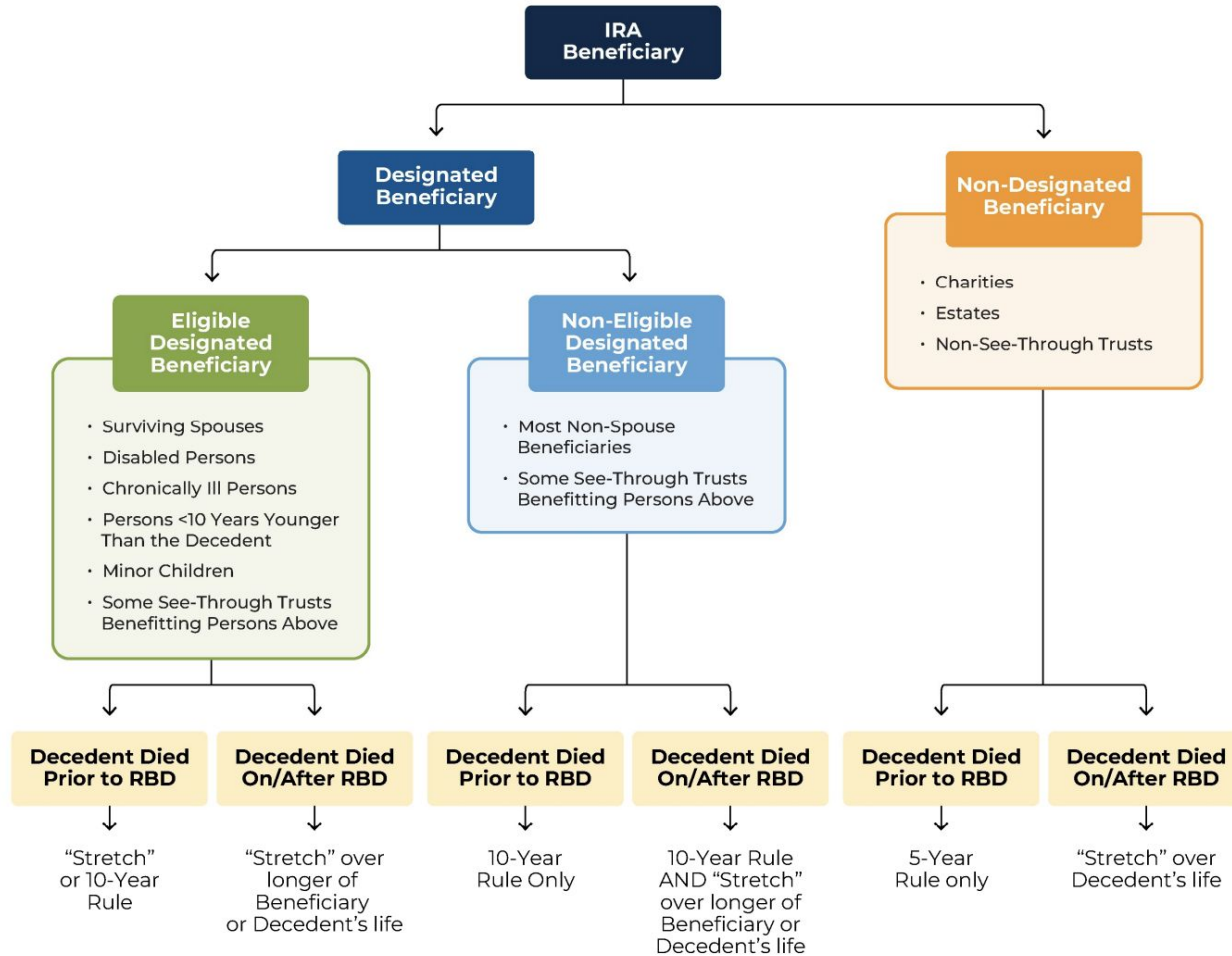 IRA
Beneficiary
Designated
Beneficiary
Non-Designated
Beneficiary
· Charities
· Estates
· Non-See-Through Trusts
Eligible
Designated
Beneficiary
· Surviving Spouses
· Disabled Persons
· Chronically Ill Persons
· Persons <10 Years Younger
Than the Decedent
· Minor Children
· Some See-Through Trusts
Benefitting Persons Above
Non-Eligible
Designated
Beneficiary
· Most Non-Spouse
Beneficiaries
· Some See-Through Trusts
Benefitting Persons Above
Decedent Died
Prior to RBD
“Stretch”
or 10-Year
Rule
Decedent Died
On/After RBD
“Stretch” over
longer of
Beneficiary
or Decedent’s life
Decedent Died
Prior to RBD
10-Year
Rule Only
Decedent Died
On/After RBD
10-Year Rule
AND “Stretch”
over longer of
Beneficiary or
Decedent’s life
Decedent Died
Prior to RBD
5-Year
Rule only
Decedent Died
On/After RBD
“Stretch” over
Decedent’s life